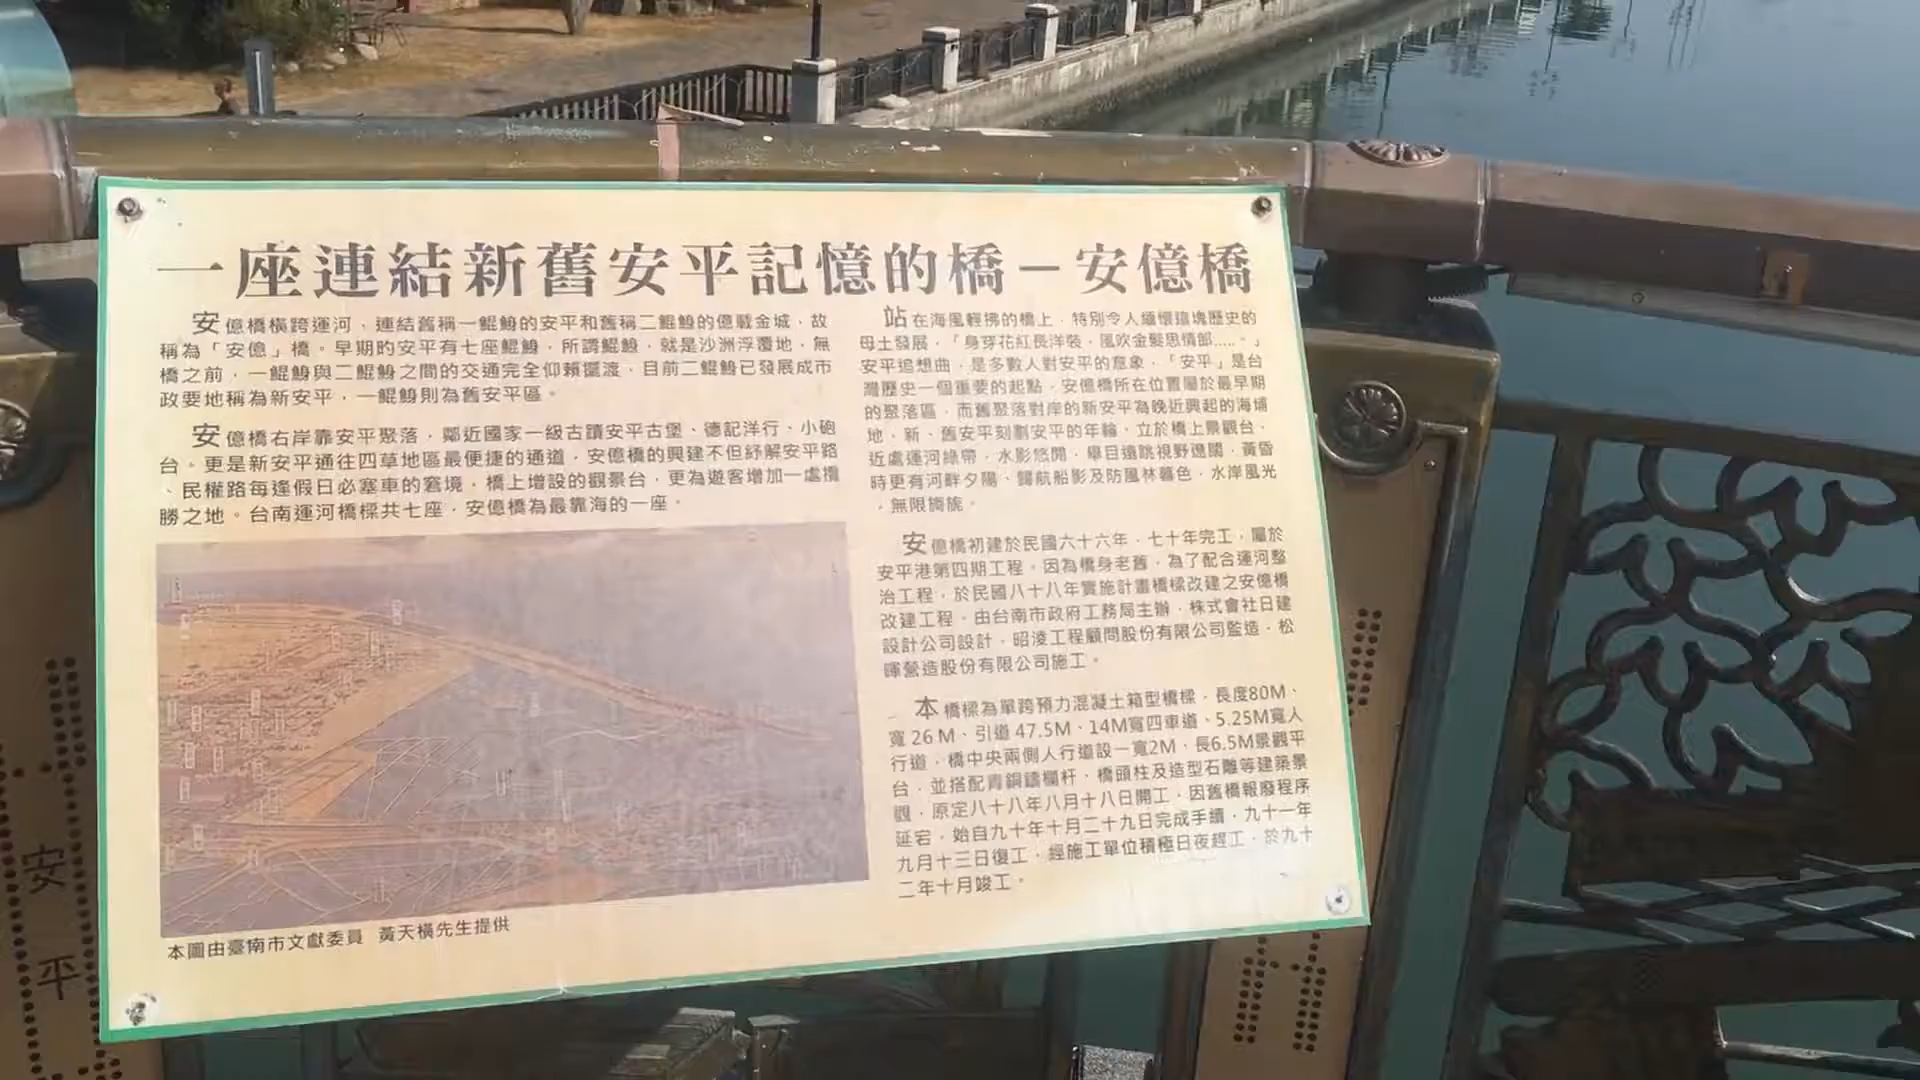 一座連結新舊安平記憶的橋－安億橋
安億橋橫跨運河、連結舊稱一鯤鯓的安平和舊稱二鯤鯓的億載金城，故
稱為「安億」橋。早期的安平有七座鯤鯓，所謂鯤鯓，就是沙洲浮覆地，無
橋之前，一鯤鯓與二鯤鯓之間的交通完全仰賴擺渡，目前二鯤鯓已發展成市
政要地稱為新安平，一鯤鯓則為舊安平區。
安億橋右岸靠安平聚落，鄰近國家一級古蹟安平古堡、德記洋行、小砲
台。更是新安平通往四草地區最便捷的通道，安億橋的興建不但紓解安平路
、民權路每逢假日必塞車的窘境，橋上增設的觀景台，更為遊客增加一處攬
勝之地。台南運河橋樑共七座，安億橋為最靠海的一座。
本圖由臺南市文獻委員 黃天橫先生提供
站在海風輕拂的橋上，特別令人緬懷這塊歷史的
母土發展，「身穿花紅長洋裝，風吹金髮思情郎.....。」
安平追想曲，是多數人對安平的意象，「安平」是台
灣歷史一個重要的起點，安億橋所在位置屬於最早期
的聚落區，而舊聚落對岸的新安平為晚近興起的海埔
地，新、舊安平刻劃安平的年輪，立於橋上景觀台，
近處運河綠帶，水影悠閒，舉目遠眺視野遼闊，黃昏
時更有河畔夕陽、歸航船影及防風林暮色，水岸風光
，無限旖旎。
安億橋初建於民國六十六年，七十年完工，屬於
安平港第四期工程。因為橋身老舊，為了配合運河整
治工程，於民國八十八年實施計畫橋樑改建之安億橋
改建工程，由台南市政府工務局主辦，株式會社日建
設計公司設計，昭淩工程顧問股份有限公司監造，松
暉營造股份有限公司施工。
本橋樑為單跨預力混凝土箱型橋樑，長度80M、
寬26M、引道47.5M、14M寬四車道、5.25M寬人
行道，橋中央兩側人行道設一寬2M，長6.5M景觀平
台，並搭配青銅鑄欄杆，橋頭柱及造型石雕等建築景
觀，原定八十八年八月十八日開工，因舊橋報廢程序
延宕，始自九十年十月二十九日完成手續，九十一年
九月十三日復工，經施工單位積極日夜趕工，於九十
二年十月竣工。
安
平